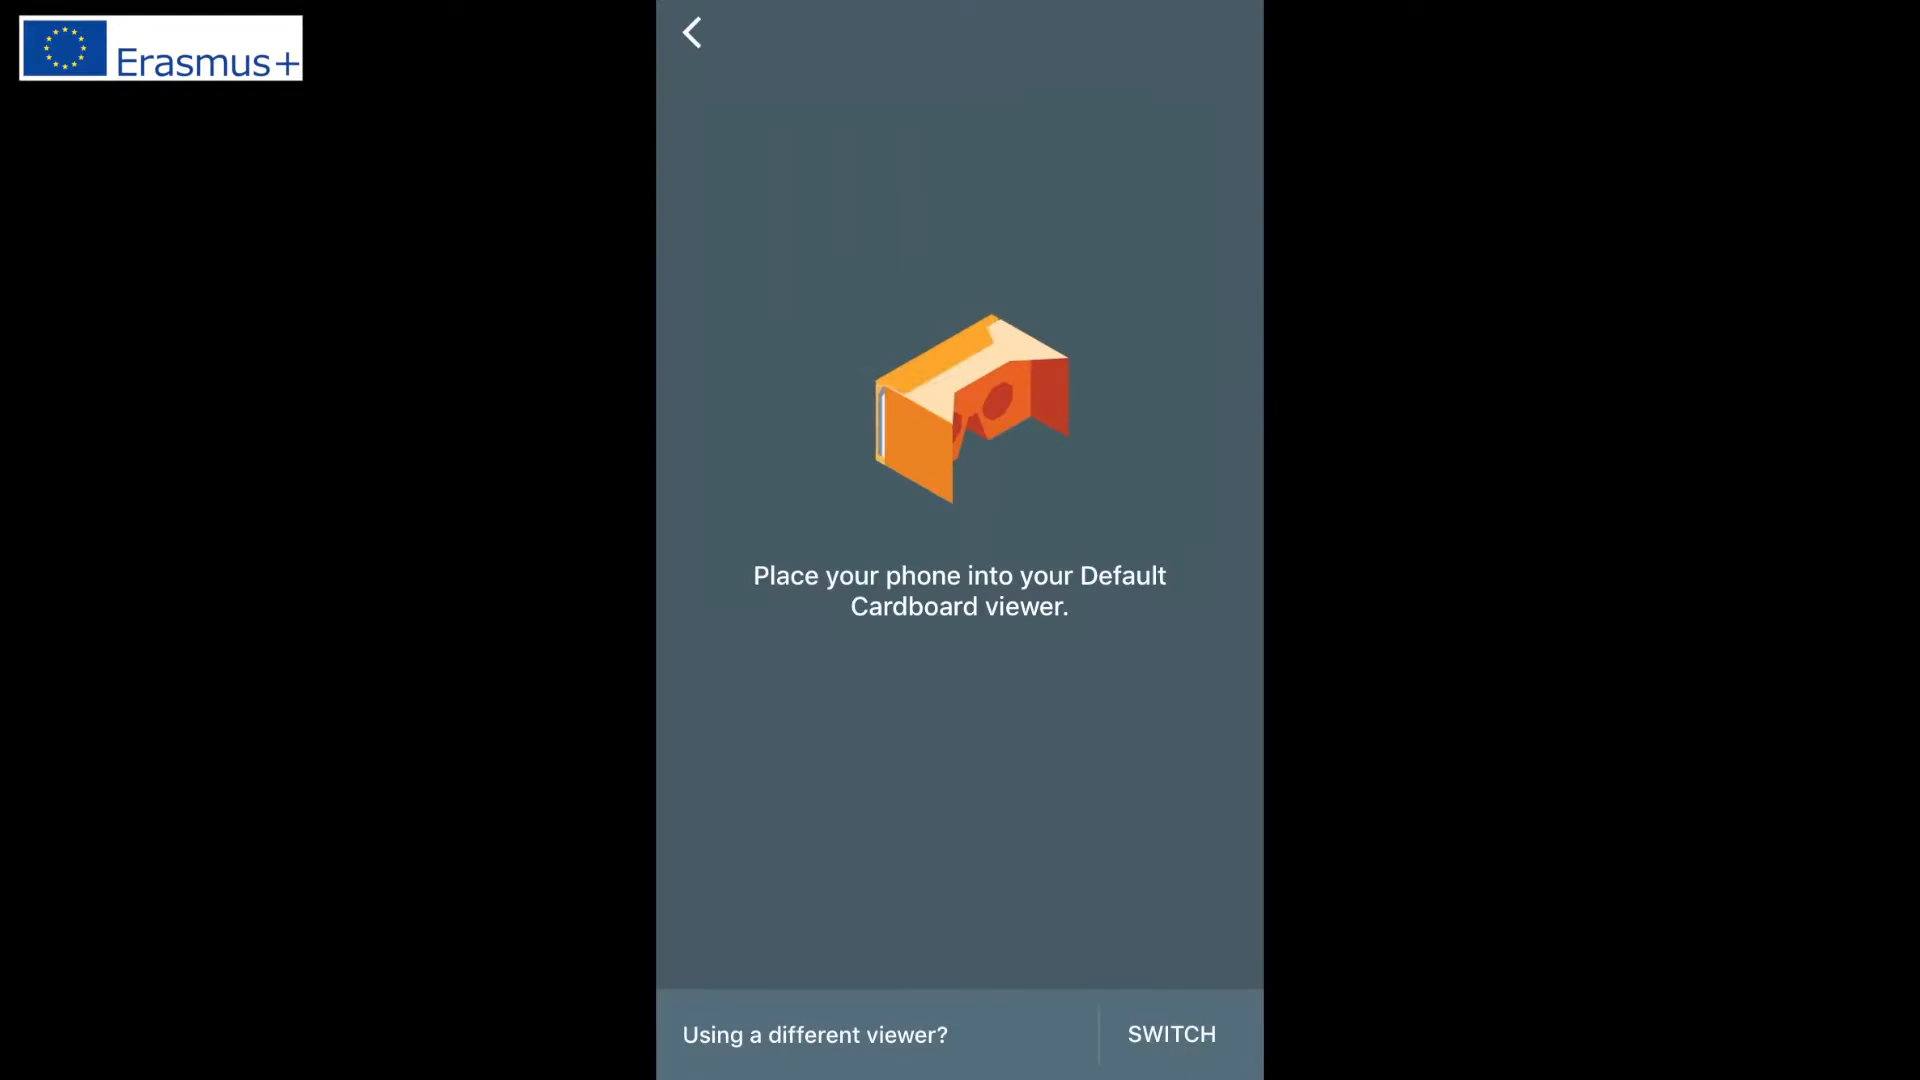 Erasmus+
Place your phone into your Default
Cardboard viewer.
Using a different viewer?
SWITCH